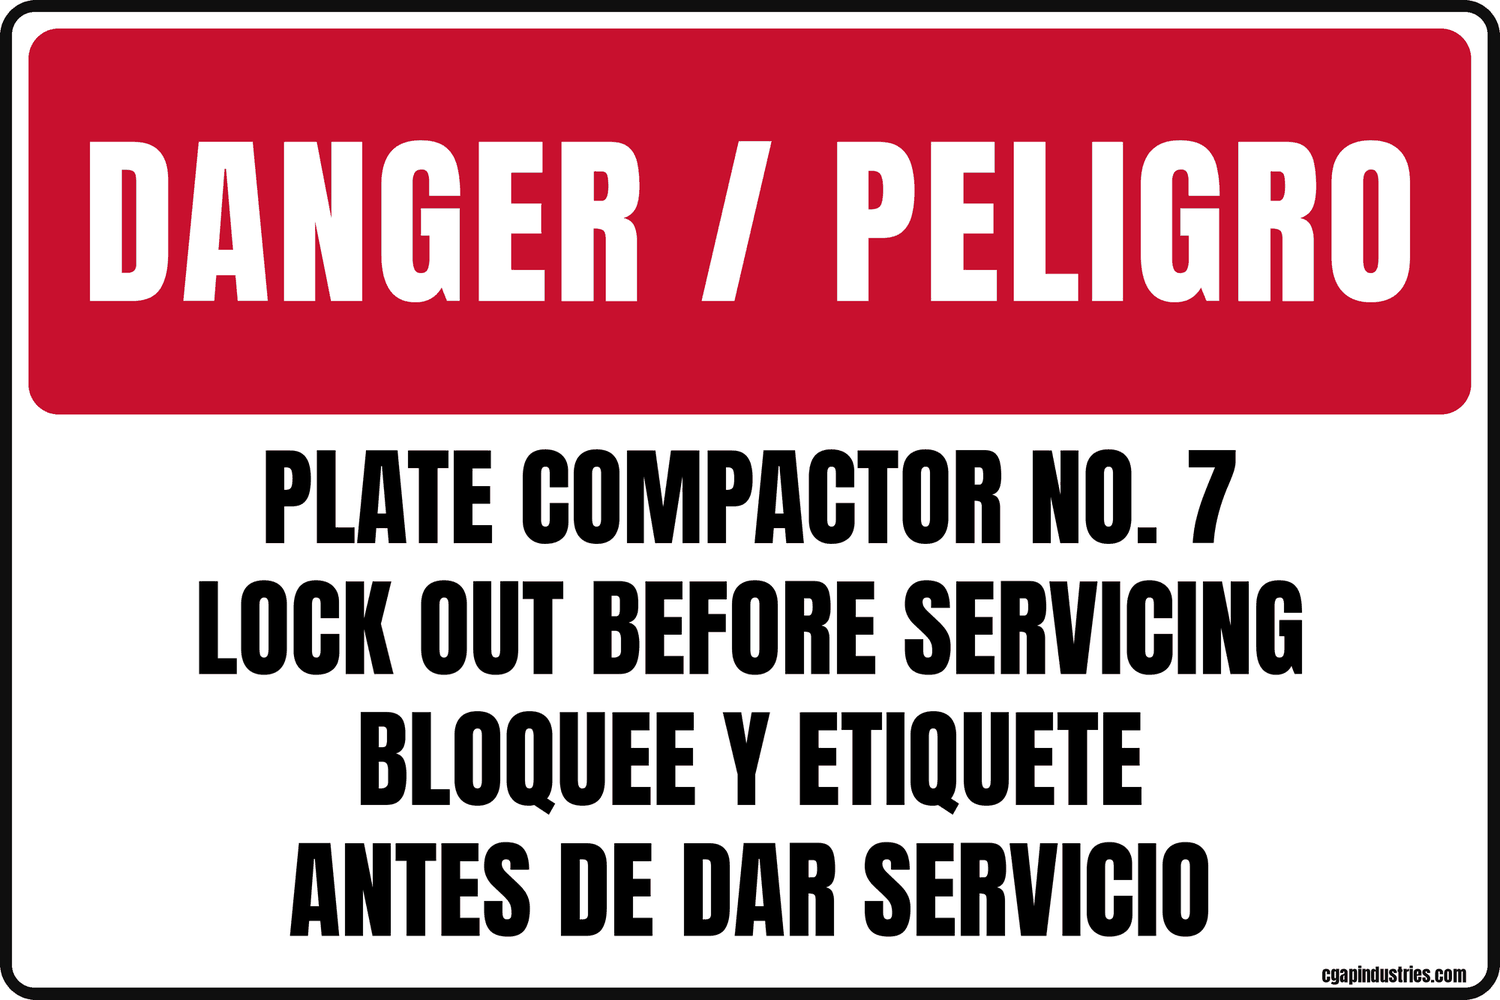 DANGER / PELIGRO
PLATE COMPACTOR NO. 7
LOCK OUT BEFORE SERVICING
BLOQUEE Y ETIQUETE
ANTES DE DAR SERVICIO
cgapindustries.com